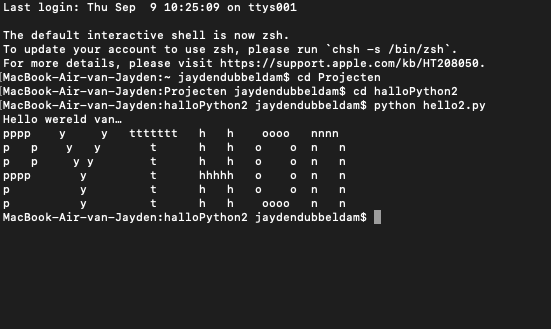 Last login: Thu Sep  9 10:25:09 on ttys001

The default interactive shell is now zsh.
To update your account to use zsh, please run `chsh -s /bin/zsh`.
For more details, please visit https://support.apple.com/kb/HT208050.
[MacBook-Air-van-Jayden:~ jaydendubbeldam$ cd Projecten
[MacBook-Air-van-Jayden:Projecten jaydendubbeldam$ cd halloPython2
[MacBook-Air-van-Jayden:halloPython2 jaydendubbeldam$ python hello2.py
Hello wereld van…
pppp    y     y   ttttttt   h   h    oooo   nnnn
p   p    y   y       t      h   h   o    o  n   n
p   p     y y        t      h   h   o    o  n   n
pppp       y         t      hhhhh   o    o  n   n
p          y         t      h   h   o    o  n   n
p          y         t      h   h    oooo   n   n
MacBook-Air-van-Jayden:halloPython2 jaydendubbeldam$